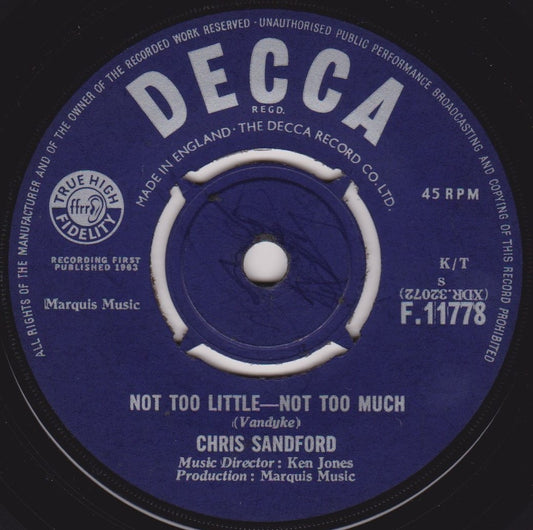 ALL RIGHTS OF THE MANUFACTURER AND OF THE OWNER OF THE RECORDED WORK RESERVED · UNAUTHORISED PUBLIC PERFORMANCE BROADCASTING AND COPYING OF THIS RECORD PROHIBITED
DECCA
REGD.
MADE IN ENGLAND · THE DECCA RECORD CO. LTD.
TRUE HIGH
ffrr
FIDELITY
45 RPM
RECORDING FIRST
PUBLISHED 1963
K/T
s
(XDR.32072)
Marquis Music
F.11778
NOT TOO LITTLE—NOT TOO MUCH
(Vandyke)
CHRIS SANDFORD
Music Director : Ken Jones
Production : Marquis Music